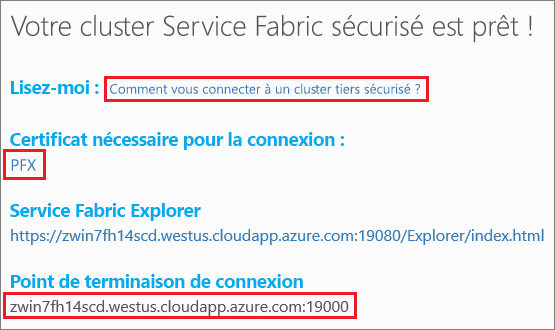 Votre cluster Service Fabric sécurisé est prêt !
Lisez-moi : Comment vous connecter à un cluster tiers sécurisé ?
Certificat nécessaire pour la connexion :
PFX
Service Fabric Explorer
https://zwin7fh14scd.westus.cloudapp.azure.com:19080/Explorer/index.html
Point de terminaison de connexion
zwin7fh14scd.westus.cloudapp.azure.com:19000